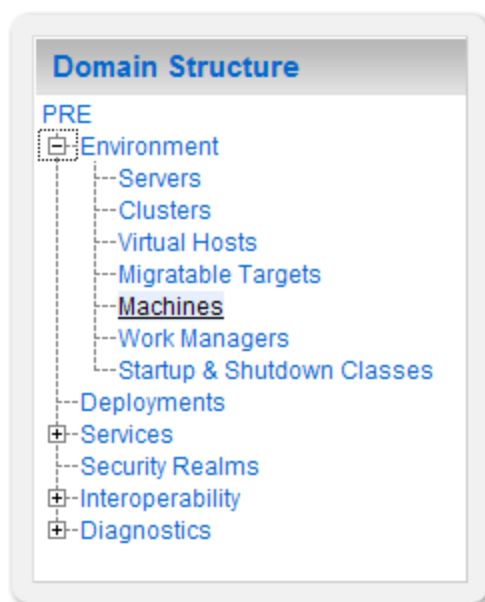 Domain Structure
PRE
Environment
Servers
Clusters
Virtual Hosts
Migratable Targets
Machines
Work Managers
Startup & Shutdown Classes
Deployments
Services
Security Realms
Interoperability
Diagnostics